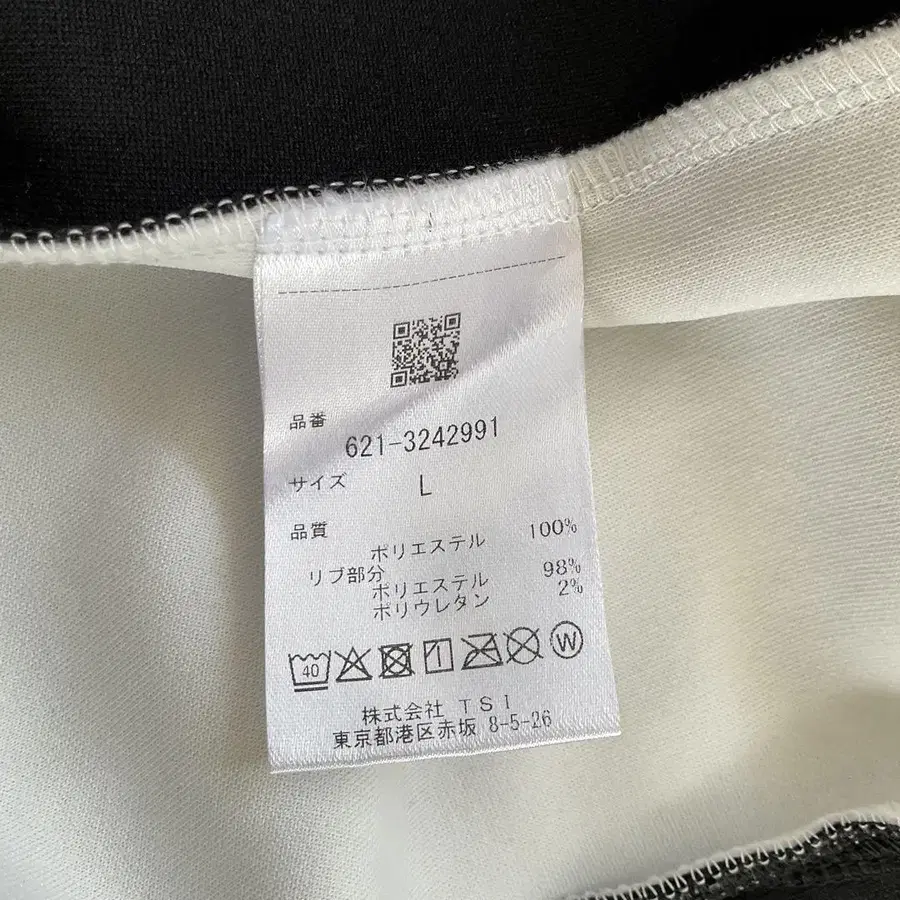 品番
621-3242991
サイズ L
品質
ポリエステル 100%
リブ部分
ポリエステル 98%
ポリウレタン 2%
40 W
株式会社 TSI
東京都港区赤坂 8-5-26